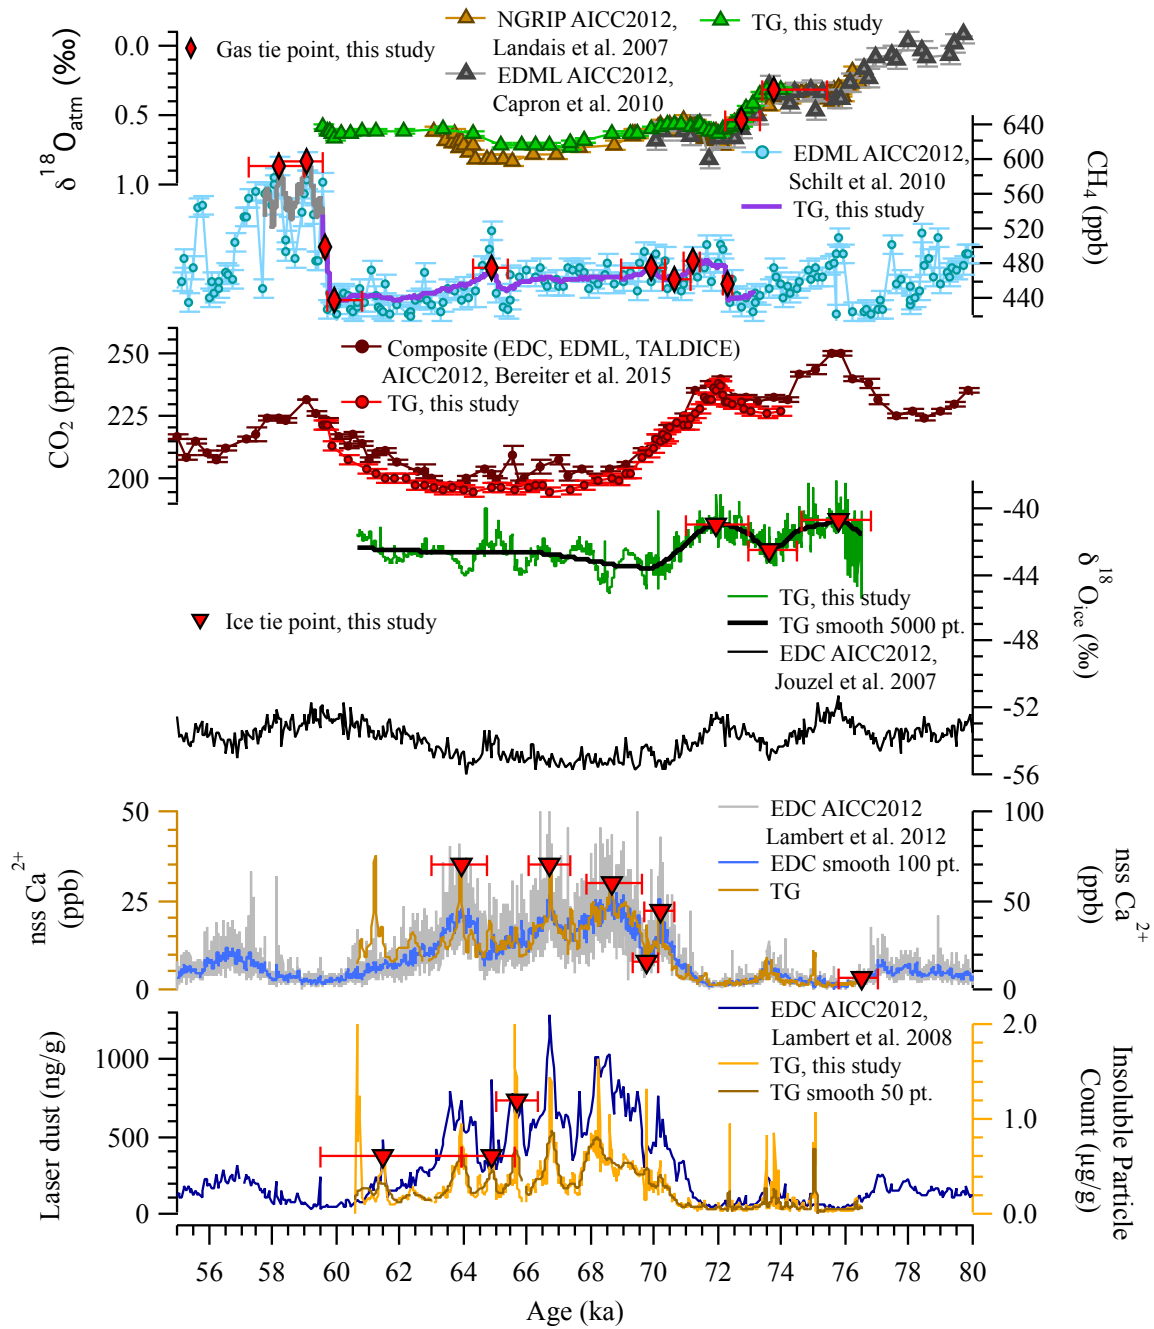 NGRIP AICC2012,
Landais et al. 2007
TG, this study
Gas tie point, this study
EDML AICC2012,
Capron et al. 2010
δ18Oatm (‰)
0.0
0.5
1.0
EDML AICC2012,
Schilt et al. 2010
TG, this study
CH4 (ppb)
640
600
560
520
480
440
CO2 (ppm)
250
225
200
Composite (EDC, EDML, TALDICE)
AICC2012, Bereiter et al. 2015
TG, this study
δ18Oice (‰)
-40
-44
-48
-52
-56
Ice tie point, this study
TG, this study
TG smooth 5000 pt.
EDC AICC2012,
Jouzel et al. 2007
nss Ca2+
(ppb)
50
25
0
EDC AICC2012
Lambert et al. 2012
EDC smooth 100 pt.
TG
100
50
0
nss Ca2+
(ppb)
Laser dust (ng/g)
1000
500
0
EDC AICC2012,
Lambert et al. 2008
TG, this study
TG smooth 50 pt.
2.0
1.0
0.0
Insoluble Particle
Count (µg/g)
56 58 60 62 64 66 68 70 72 74 76 78 80
Age (ka)